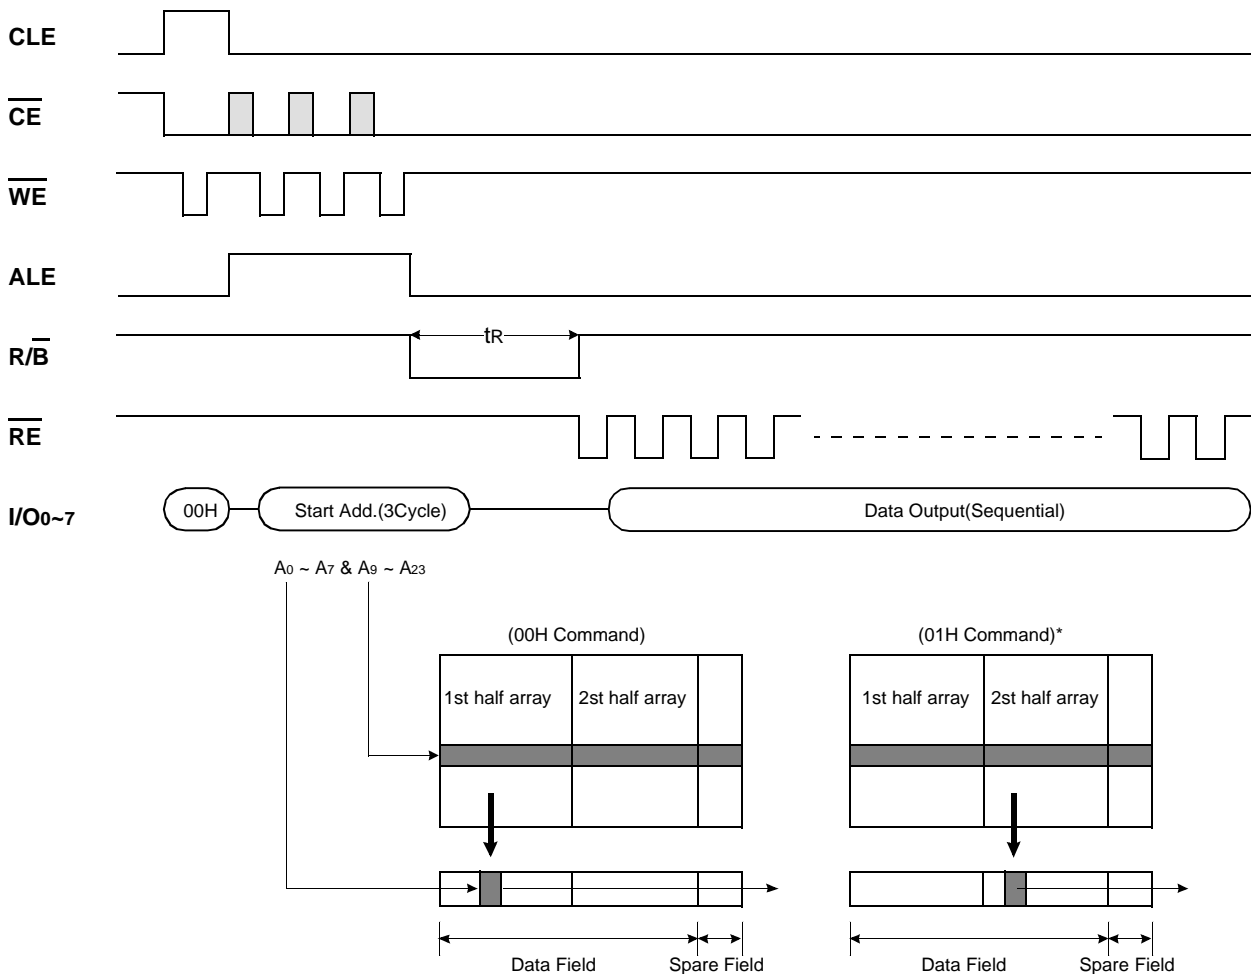 CLE
CE
WE
ALE
R/B
tR
RE
I/O0~7
00H
Start Add.(3Cycle)
Data Output(Sequential)
A0 ~ A7 & A9 ~ A23
(00H Command)
(01H Command)*
1st half array
2st half array
1st half array
2st half array
Data Field
Spare Field
Data Field
Spare Field